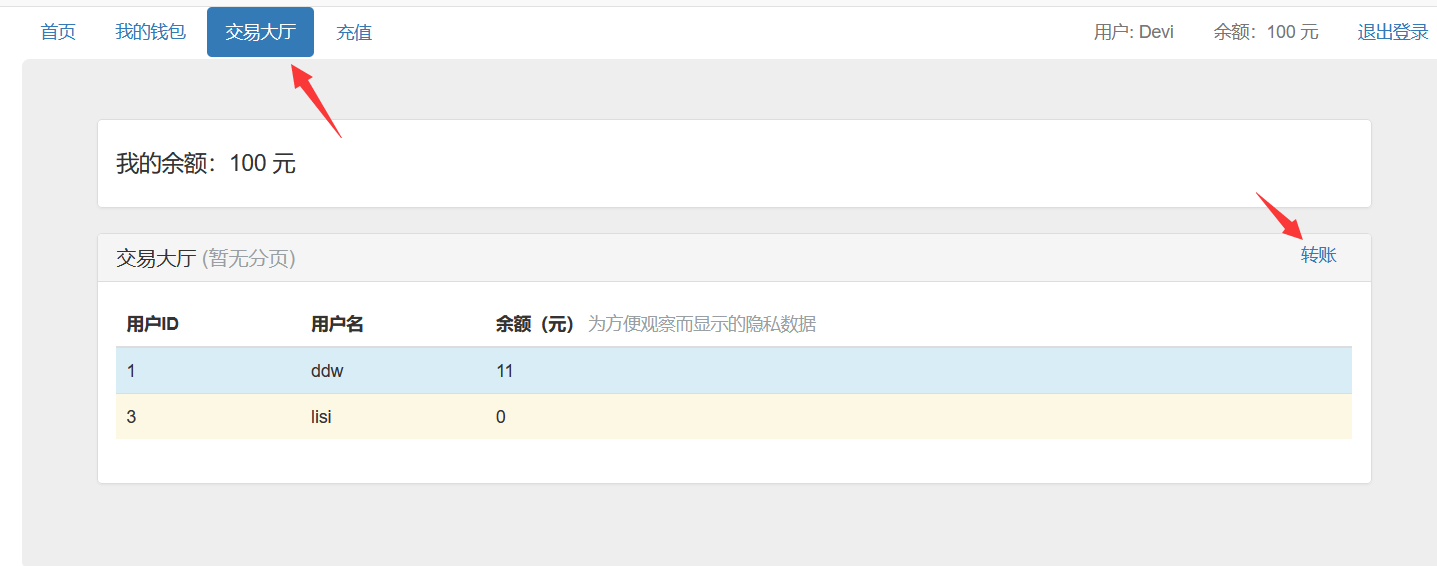 首页 我的钱包 交易大厅 充值 用户: Devi 余额：100 元 退出登录
我的余额：100 元
交易大厅 (暂无分页) 转账
用户ID 用户名 余额（元） 为方便观察而显示的隐私数据
1 ddw 11
3 lisi 0